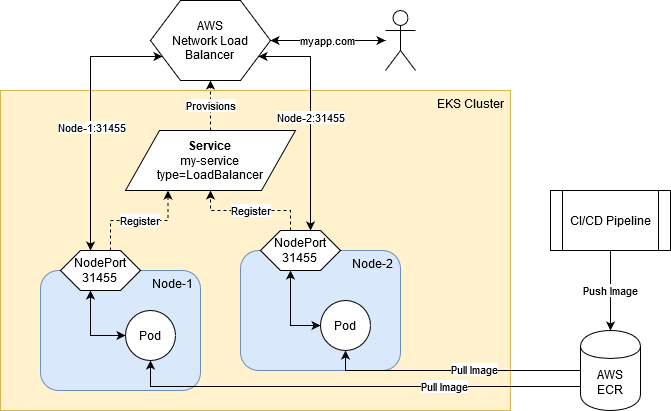 AWS
Network Load
Balancer
myapp.com
Provisions
EKS Cluster
Node-1:31455
Node-2:31455
Service
my-service
type=LoadBalancer
Register
Register
CI/CD Pipeline
NodePort
31455
NodePort
31455
Node-1
Node-2
Push Image
Pod
Pod
Pull Image
Pull Image
AWS
ECR